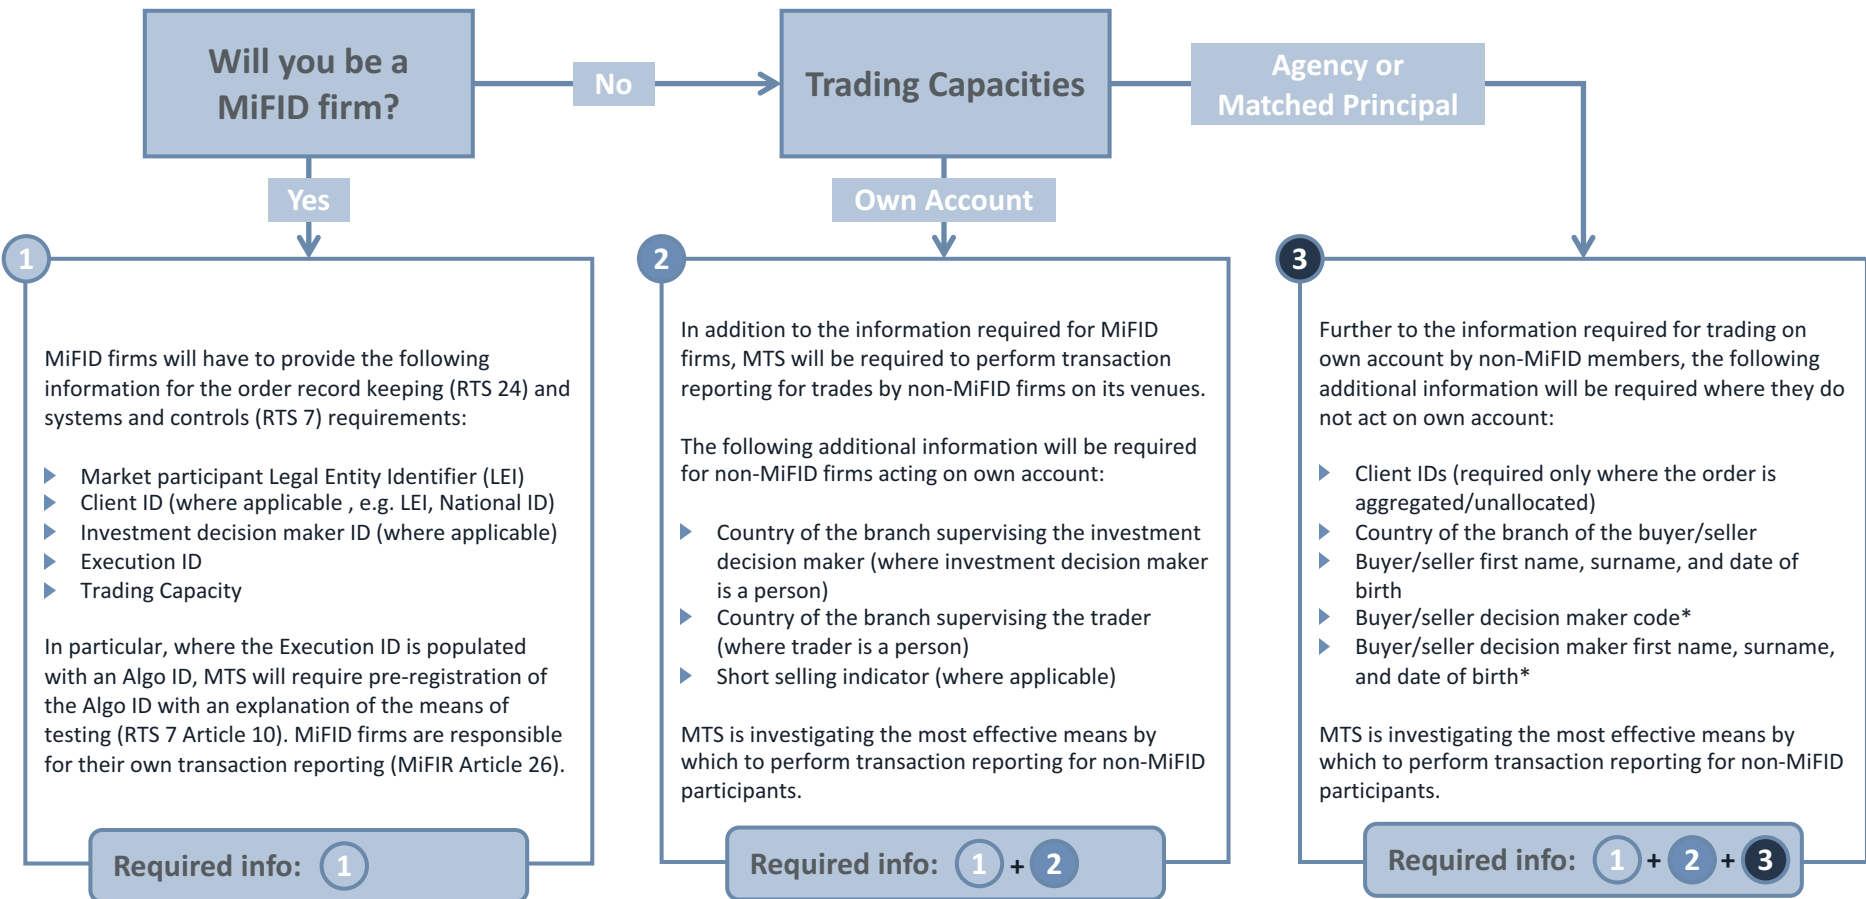 Will you be a
MiFID firm?
No
Trading Capacities
Agency or
Matched Principal
Yes
Own Account
1
MiFID firms will have to provide the following
information for the order record keeping (RTS 24) and
systems and controls (RTS 7) requirements:
Market participant Legal Entity Identifier (LEI)
Client ID (where applicable , e.g. LEI, National ID)
Investment decision maker ID (where applicable)
Execution ID
Trading Capacity
In particular, where the Execution ID is populated
with an Algo ID, MTS will require pre-registration of
the Algo ID with an explanation of the means of
testing (RTS 7 Article 10). MiFID firms are responsible
for their own transaction reporting (MiFIR Article 26).
Required info: 1
2
In addition to the information required for MiFID
firms, MTS will be required to perform transaction
reporting for trades by non-MiFID firms on its venues.
The following additional information will be required
for non-MiFID firms acting on own account:
Country of the branch supervising the investment
decision maker (where investment decision maker
is a person)
Country of the branch supervising the trader
(where trader is a person)
Short selling indicator (where applicable)
MTS is investigating the most effective means by
which to perform transaction reporting for non-MiFID
participants.
Required info: 1 + 2
3
Further to the information required for trading on
own account by non-MiFID members, the following
additional information will be required where they do
not act on own account:
Client IDs (required only where the order is
aggregated/unallocated)
Country of the branch of the buyer/seller
Buyer/seller first name, surname, and date of
birth
Buyer/seller decision maker code*
Buyer/seller decision maker first name, surname,
and date of birth*
MTS is investigating the most effective means by
which to perform transaction reporting for non-MiFID
participants.
Required info: 1 + 2 + 3